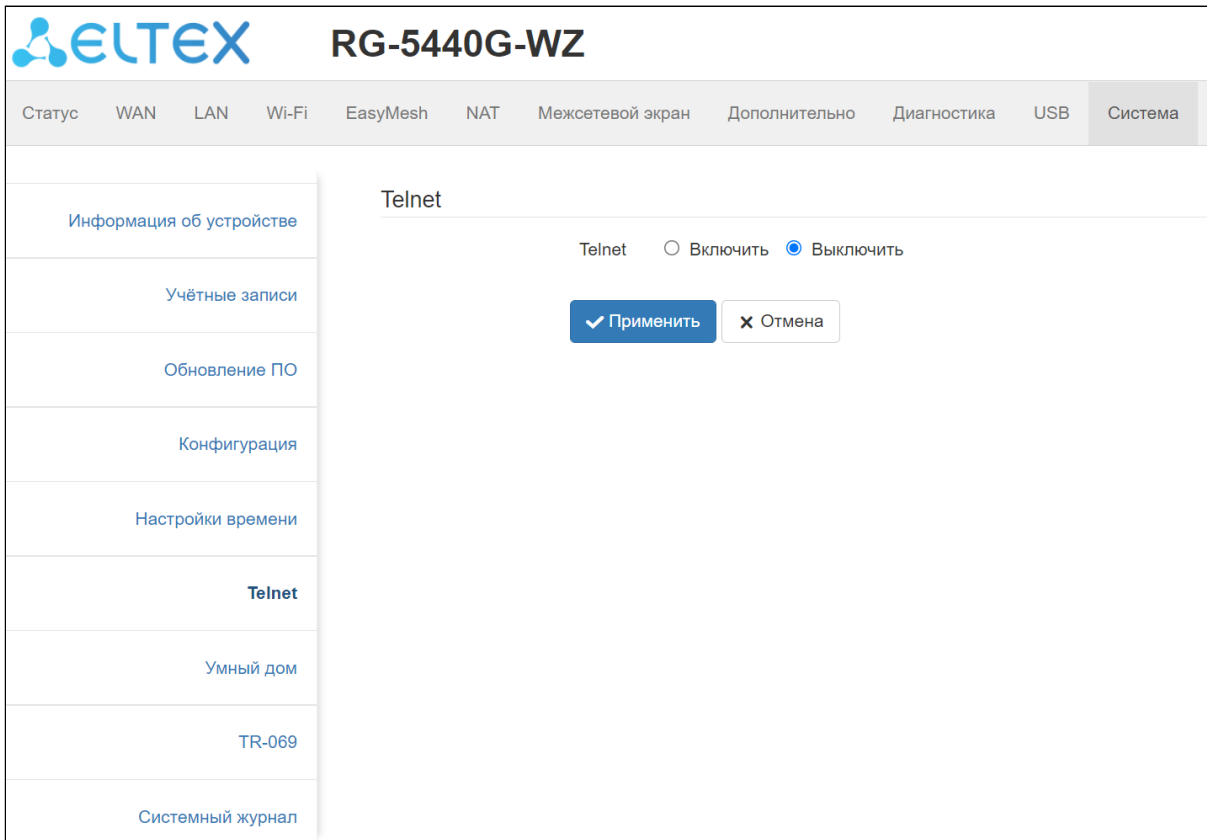 ELTEX RG-5440G-WZ
Статус WAN LAN Wi-Fi EasyMesh NAT Межсетевой экран Дополнительно Диагностика USB Система
Информация об устройстве
Учётные записи
Обновление ПО
Конфигурация
Настройки времени
Telnet
Умный дом
TR-069
Системный журнал
Telnet
Telnet Включить Выключить
Применить Отмена